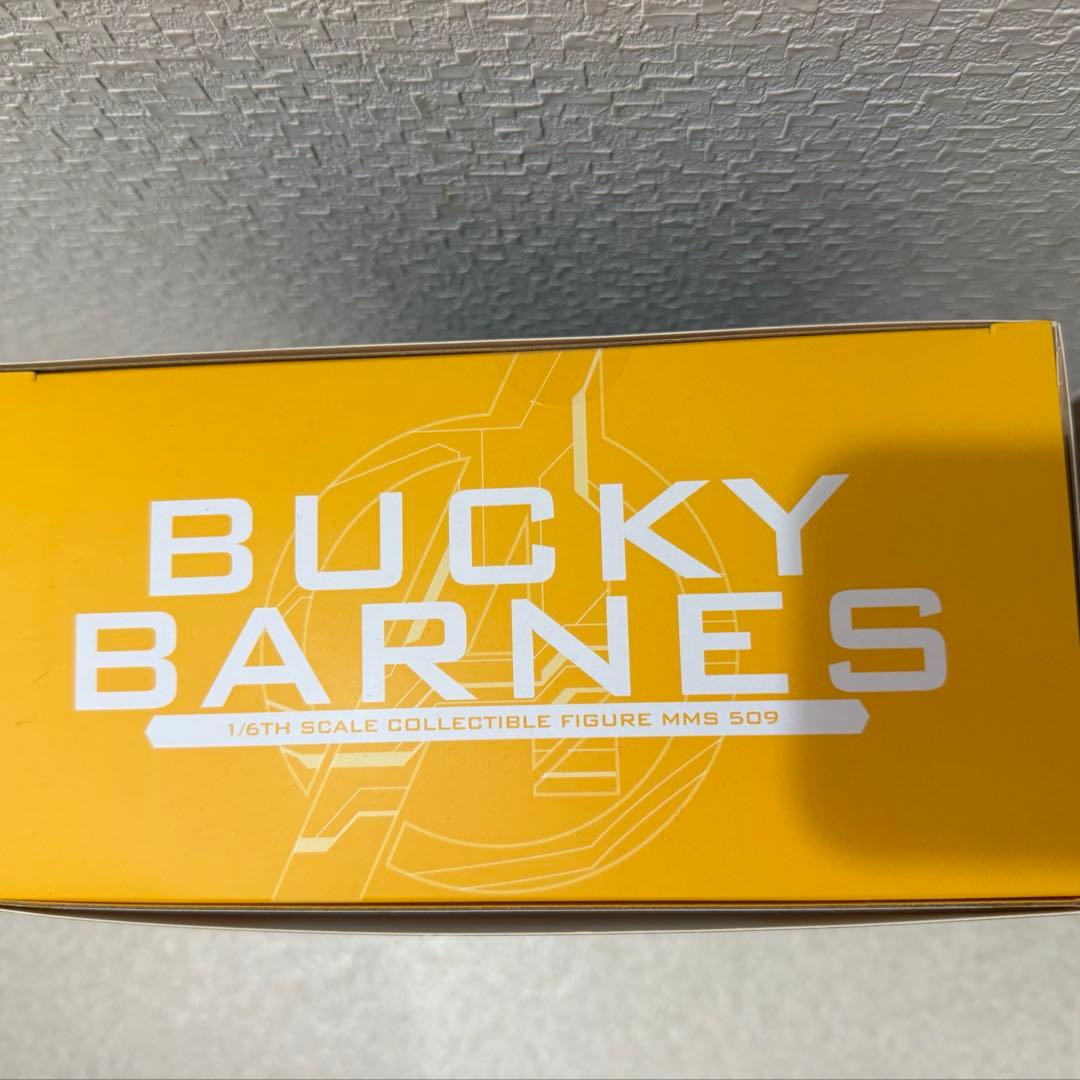 BUCKY
BARNES
1/6TH SCALE COLLECTIBLE FIGURE MMS 509